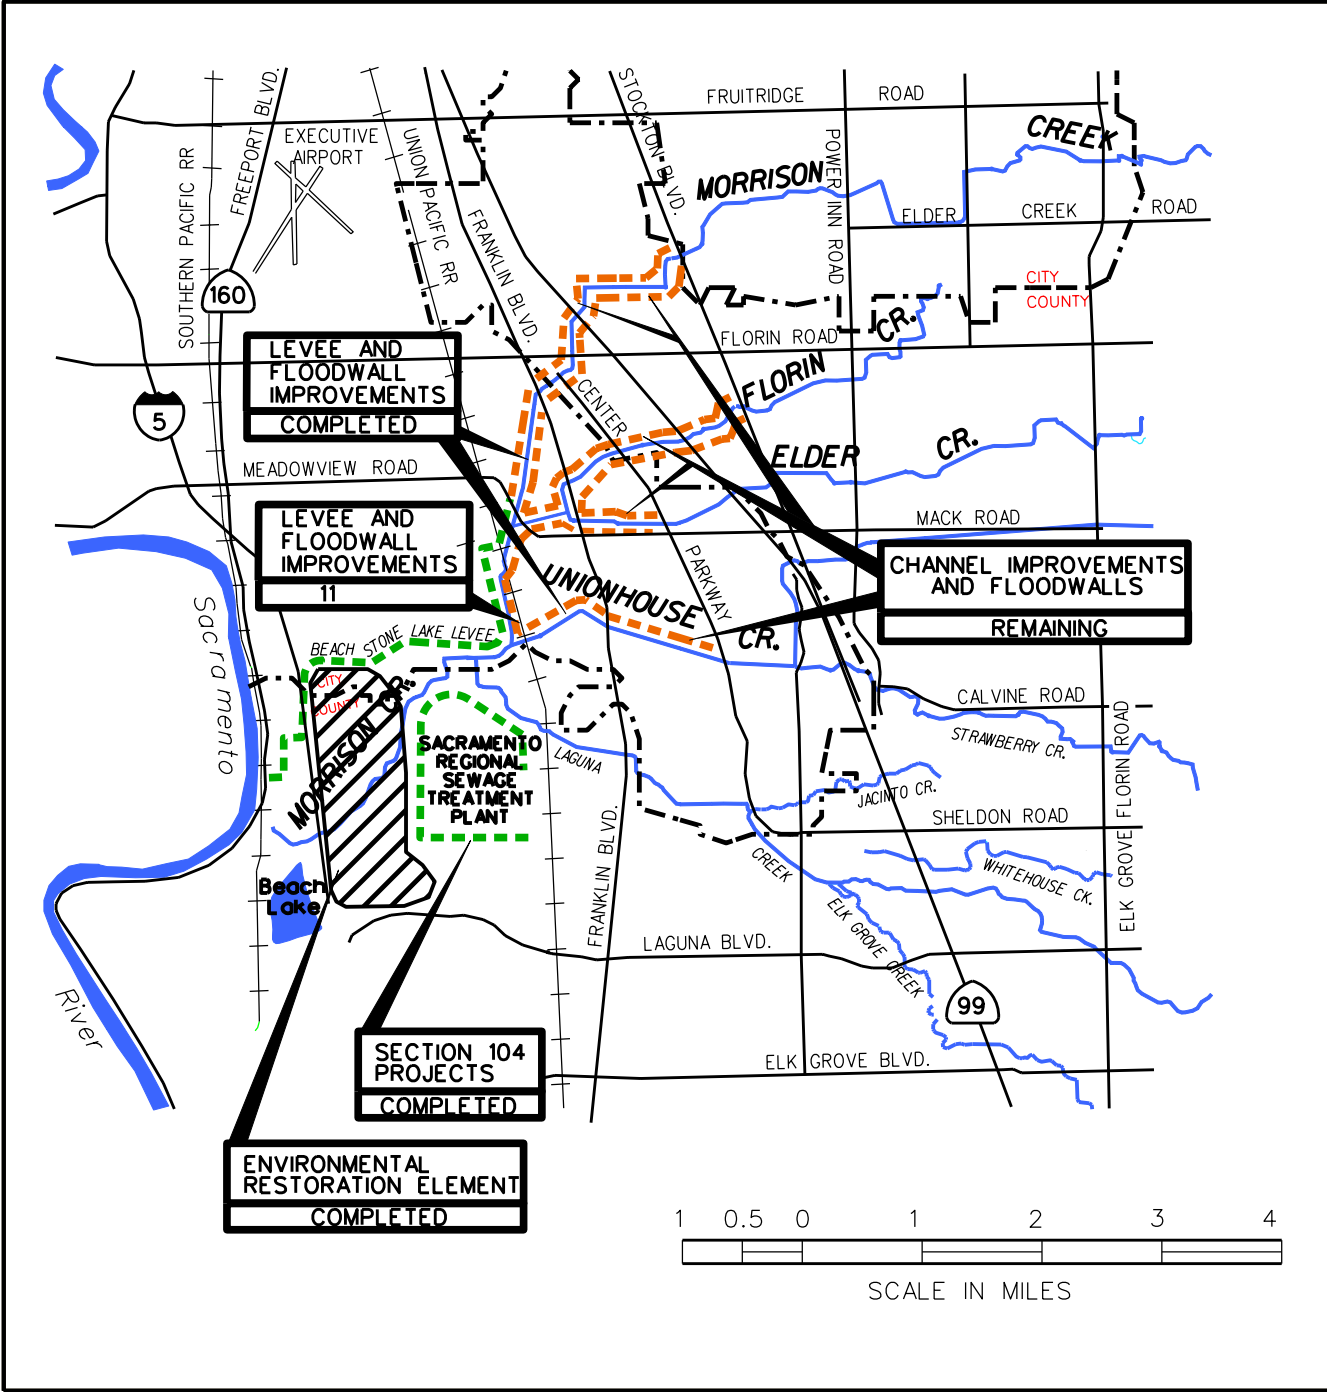 FRUITRIDGE ROAD
STOCKTON BLVD.
FREEPORT BLVD.
EXECUTIVE
AIRPORT
UNION PACIFIC RR
SOUTHERN PACIFIC RR
POWER INN ROAD
CREEK
MORRISON
ELDER CREEK ROAD
FRANKLIN BLVD.
160
CITY
COUNTY
CR.
FLORIN ROAD
FLORIN
LEVEE AND
FLOODWALL
IMPROVEMENTS
COMPLETED
CENTER
5
ELDER
CR.
MEADOWVIEW ROAD
LEVEE AND
FLOODWALL
IMPROVEMENTS
11
MACK ROAD
PARKWAY
CHANNEL IMPROVEMENTS
AND FLOODWALLS
REMAINING
UNIONHOUSE
CR.
Sacramento
BEACH STONE LAKE LEVEE
CITY
COUNTY
MORRISON CR.
CALVINE ROAD
STRAWBERRY CR.
ELK GROVE FLORIN ROAD
SACRAMENTO
REGIONAL
SEWAGE
TREATMENT
PLANT
LAGUNA
JACINTO CR.
SHELDON ROAD
FRANKLIN BLVD.
CREEK
WHITEHOUSE CK.
Beach
Lake
ELK GROVE CREEK
LAGUNA BLVD.
River
99
SECTION 104
PROJECTS
COMPLETED
ELK GROVE BLVD.
ENVIRONMENTAL
RESTORATION ELEMENT
COMPLETED
1 0.5 0 1 2 3 4
SCALE IN MILES